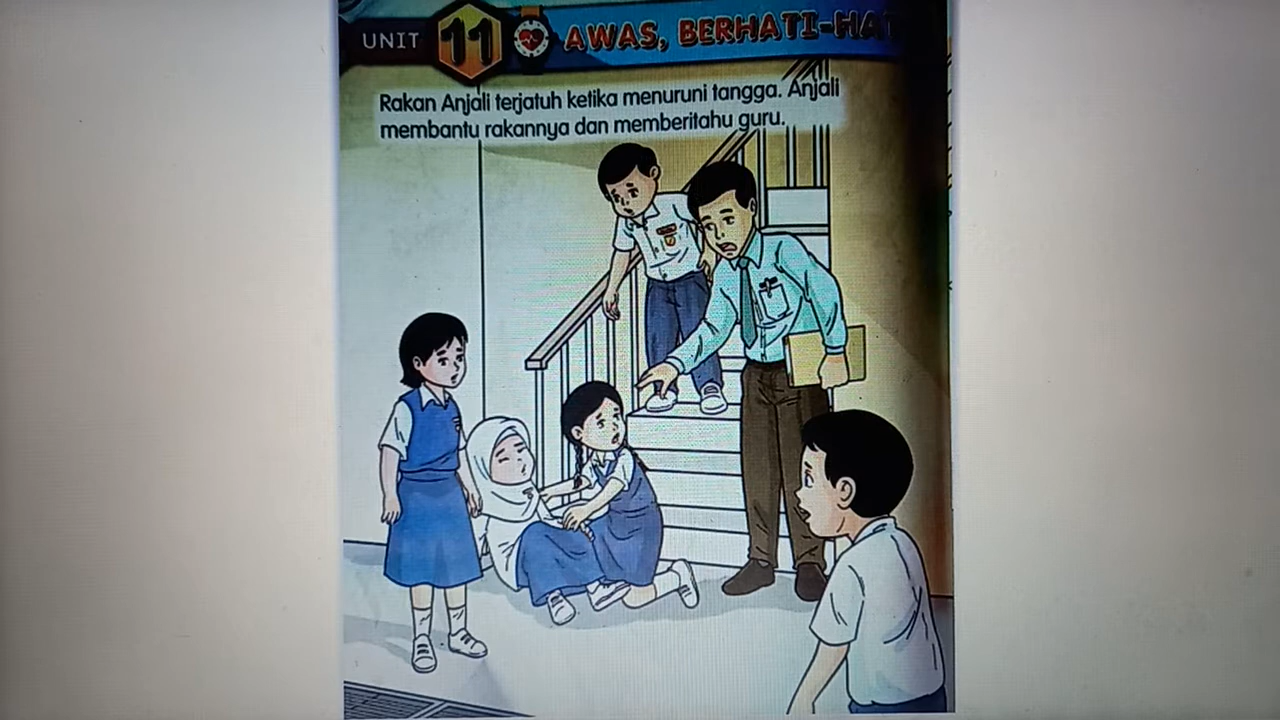 UNIT 11 AWAS, BERHATI-HA
Rakan Anjali terjatuh ketika menuruni tangga. Anjali
membantu rakannya dan memberitahu guru.